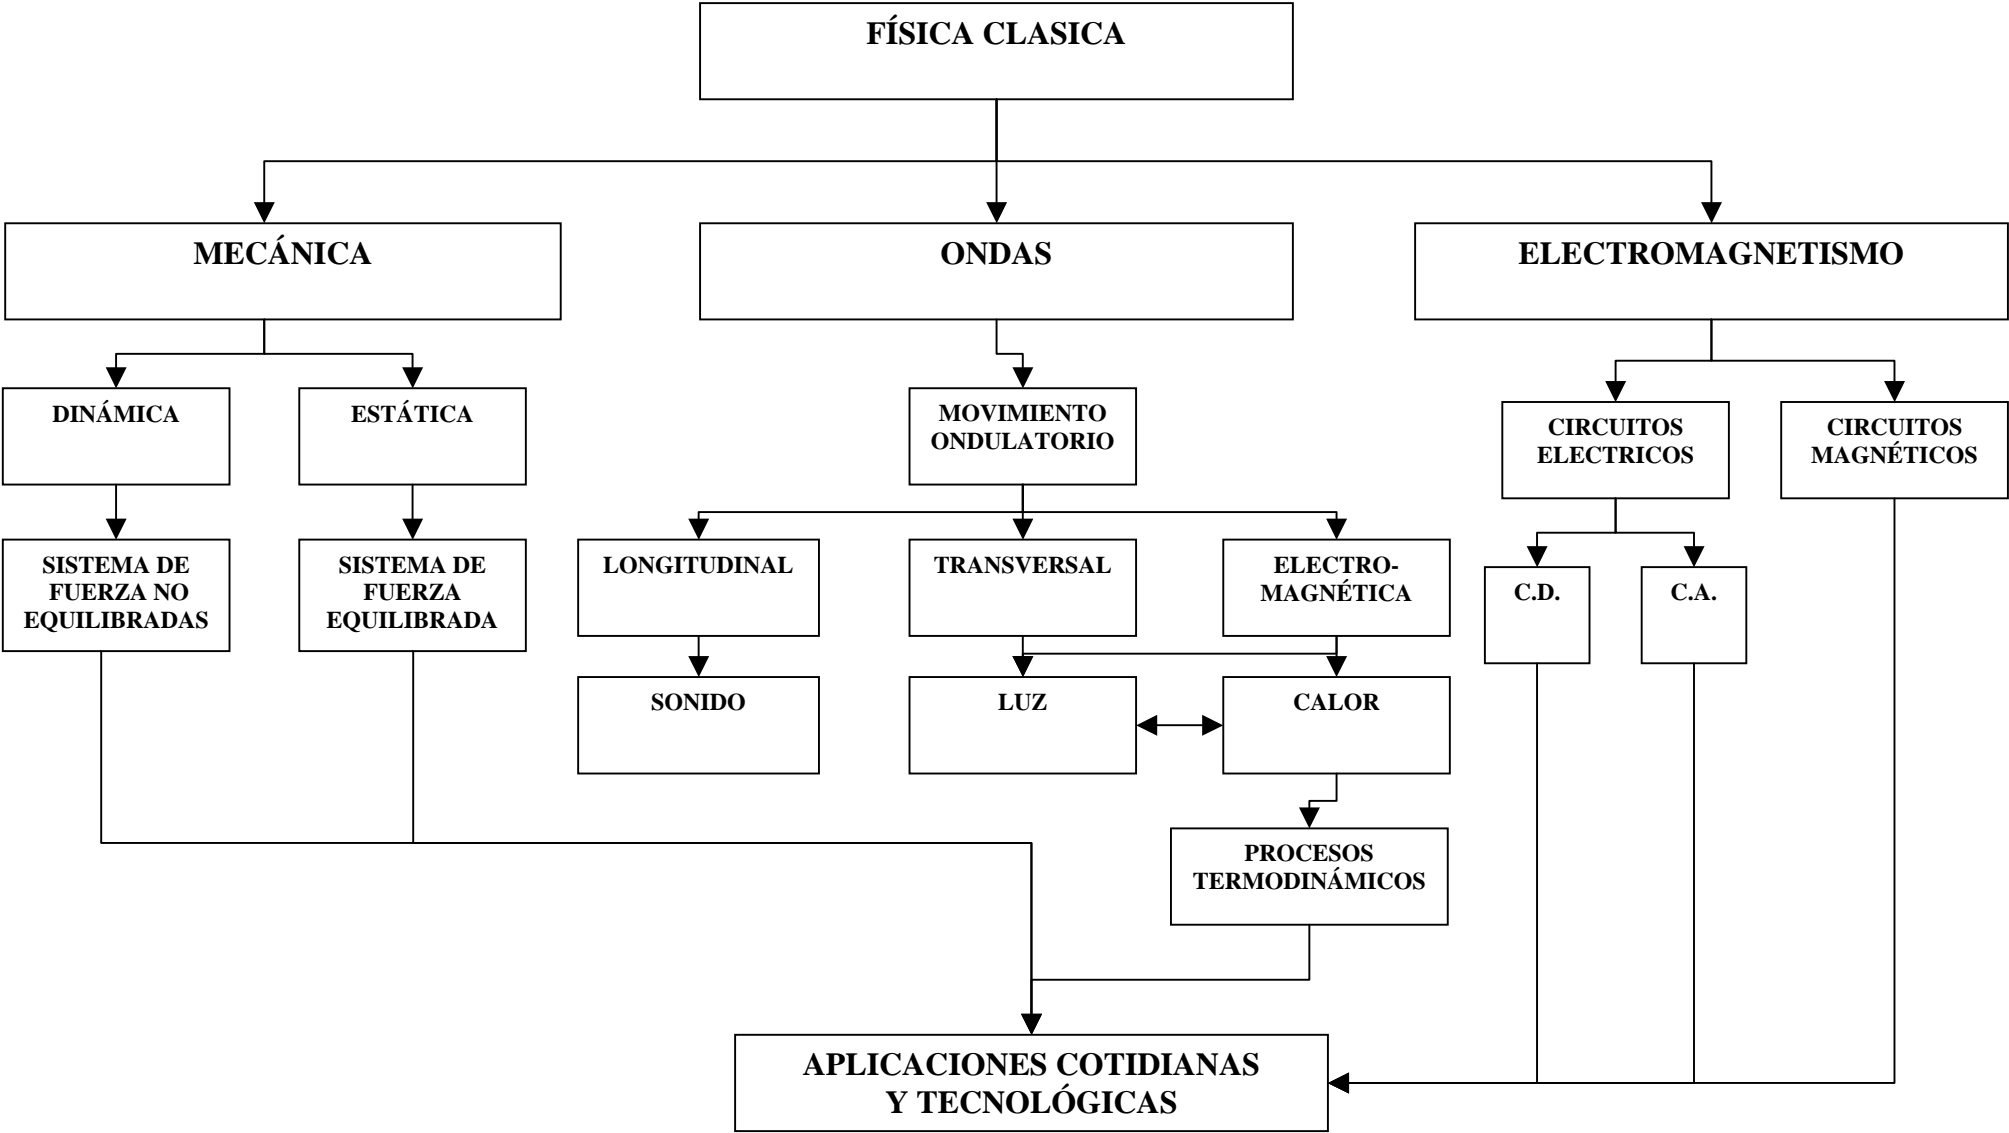 FÍSICA CLASICA
MECÁNICA
ONDAS
ELECTROMAGNETISMO
DINÁMICA
ESTÁTICA
MOVIMIENTO
ONDULATORIO
CIRCUITOS
ELECTRICOS
CIRCUITOS
MAGNÉTICOS
SISTEMA DE
FUERZA NO
EQUILIBRADAS
SISTEMA DE
FUERZA
EQUILIBRADA
LONGITUDINAL
TRANSVERSAL
ELECTRO-
MAGNÉTICA
C.D.
C.A.
SONIDO
LUZ
CALOR
PROCESOS
TERMODINÁMICOS
APLICACIONES COTIDIANAS
Y TECNOLÓGICAS